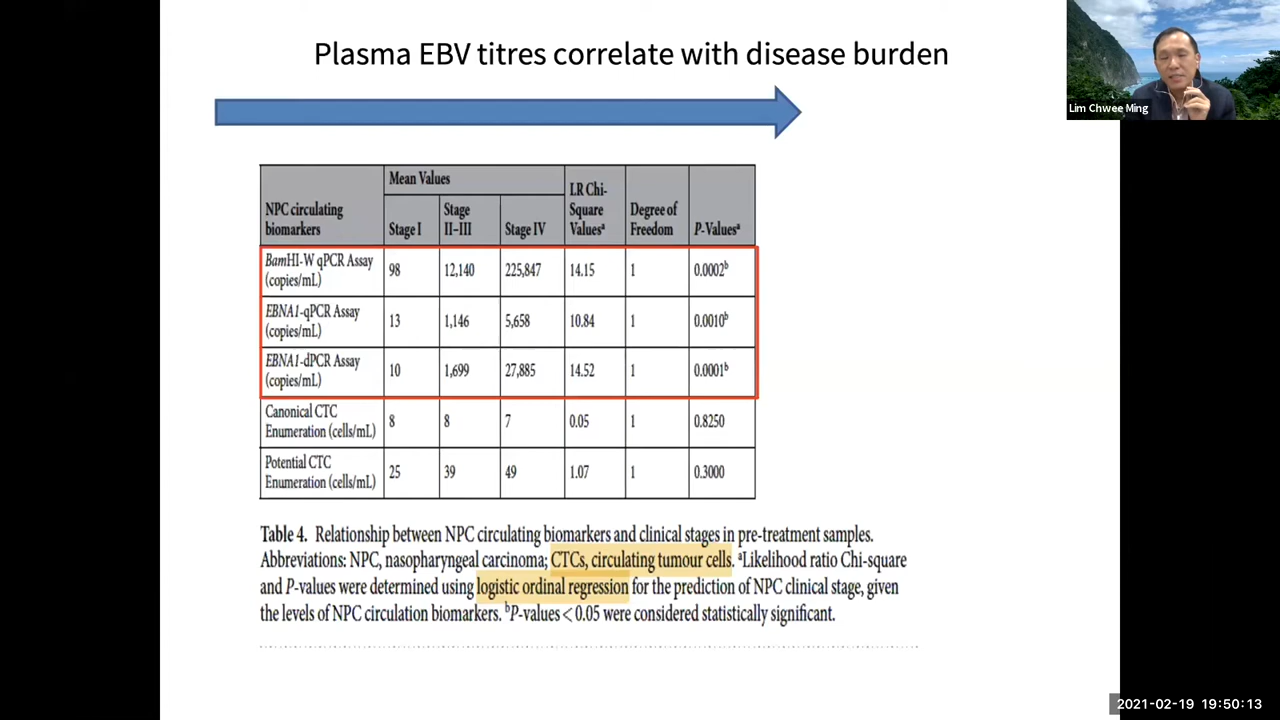 Plasma EBV titres correlate with disease burden
Lim Chwee Ming
NPC circulating
biomarkers
Mean Values
Stage I
Stage
II–III
Stage IV
LR Chi-
Square
Valuesᵃ
Degree of
Freedom
P-Valuesᵃ
BamHI-W qPCR Assay
(copies/mL)
98
12,140
225,847
14.15
1
0.0002ᵇ
EBNA1-qPCR Assay
(copies/mL)
13
1,146
5,658
10.84
1
0.0010ᵇ
EBNA1-dPCR Assay
(copies/mL)
10
1,699
27,885
14.52
1
0.0001ᵇ
Canonical CTC
Enumeration (cells/mL)
8
8
7
0.05
1
0.8250
Potential CTC
Enumeration (cells/mL)
25
39
49
1.07
1
0.3000
Table 4. Relationship between NPC circulating biomarkers and clinical stages in pre-treatment samples.
Abbreviations: NPC, nasopharyngeal carcinoma; CTCs, circulating tumour cells. ᵃLikelihood ratio Chi-square
and P-values were determined using logistic ordinal regression for the prediction of NPC clinical stage, given
the levels of NPC circulation biomarkers. ᵇP-values < 0.05 were considered statistically significant.
2021-02-19 19:50:13